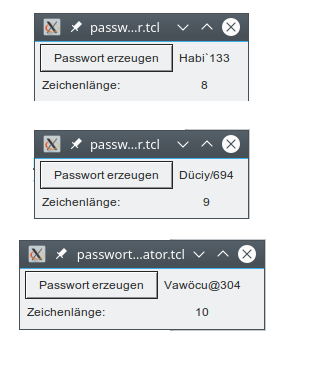 passw...r.tcl
Passwort erzeugen Habi`133
Zeichenlänge: 8
passw...r.tcl
Passwort erzeugen Düciy/694
Zeichenlänge: 9
passwort...ator.tcl
Passwort erzeugen Vawöcu@304
Zeichenlänge: 10